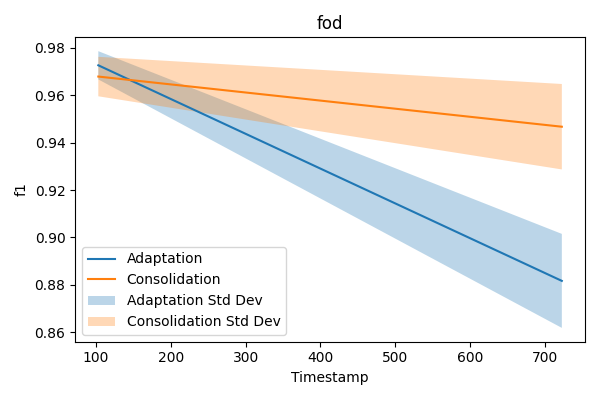 fod
f1
0.98
0.96
0.94
0.92
0.90
0.88
0.86
Adaptation
Consolidation
Adaptation Std Dev
Consolidation Std Dev
100 200 300 400 500 600 700
Timestamp